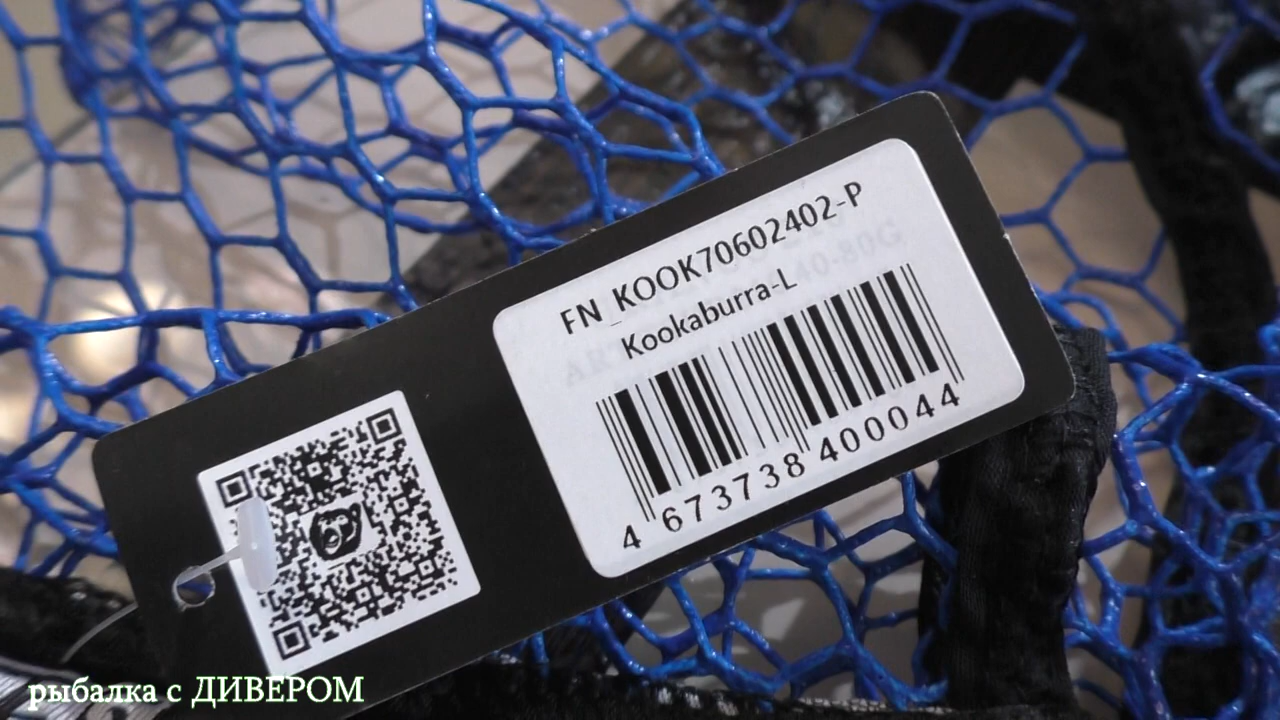 FN_KOOK70602402-P
Kookaburra-L
4 673738 400044
рыбалка с ДИВЕРОМ